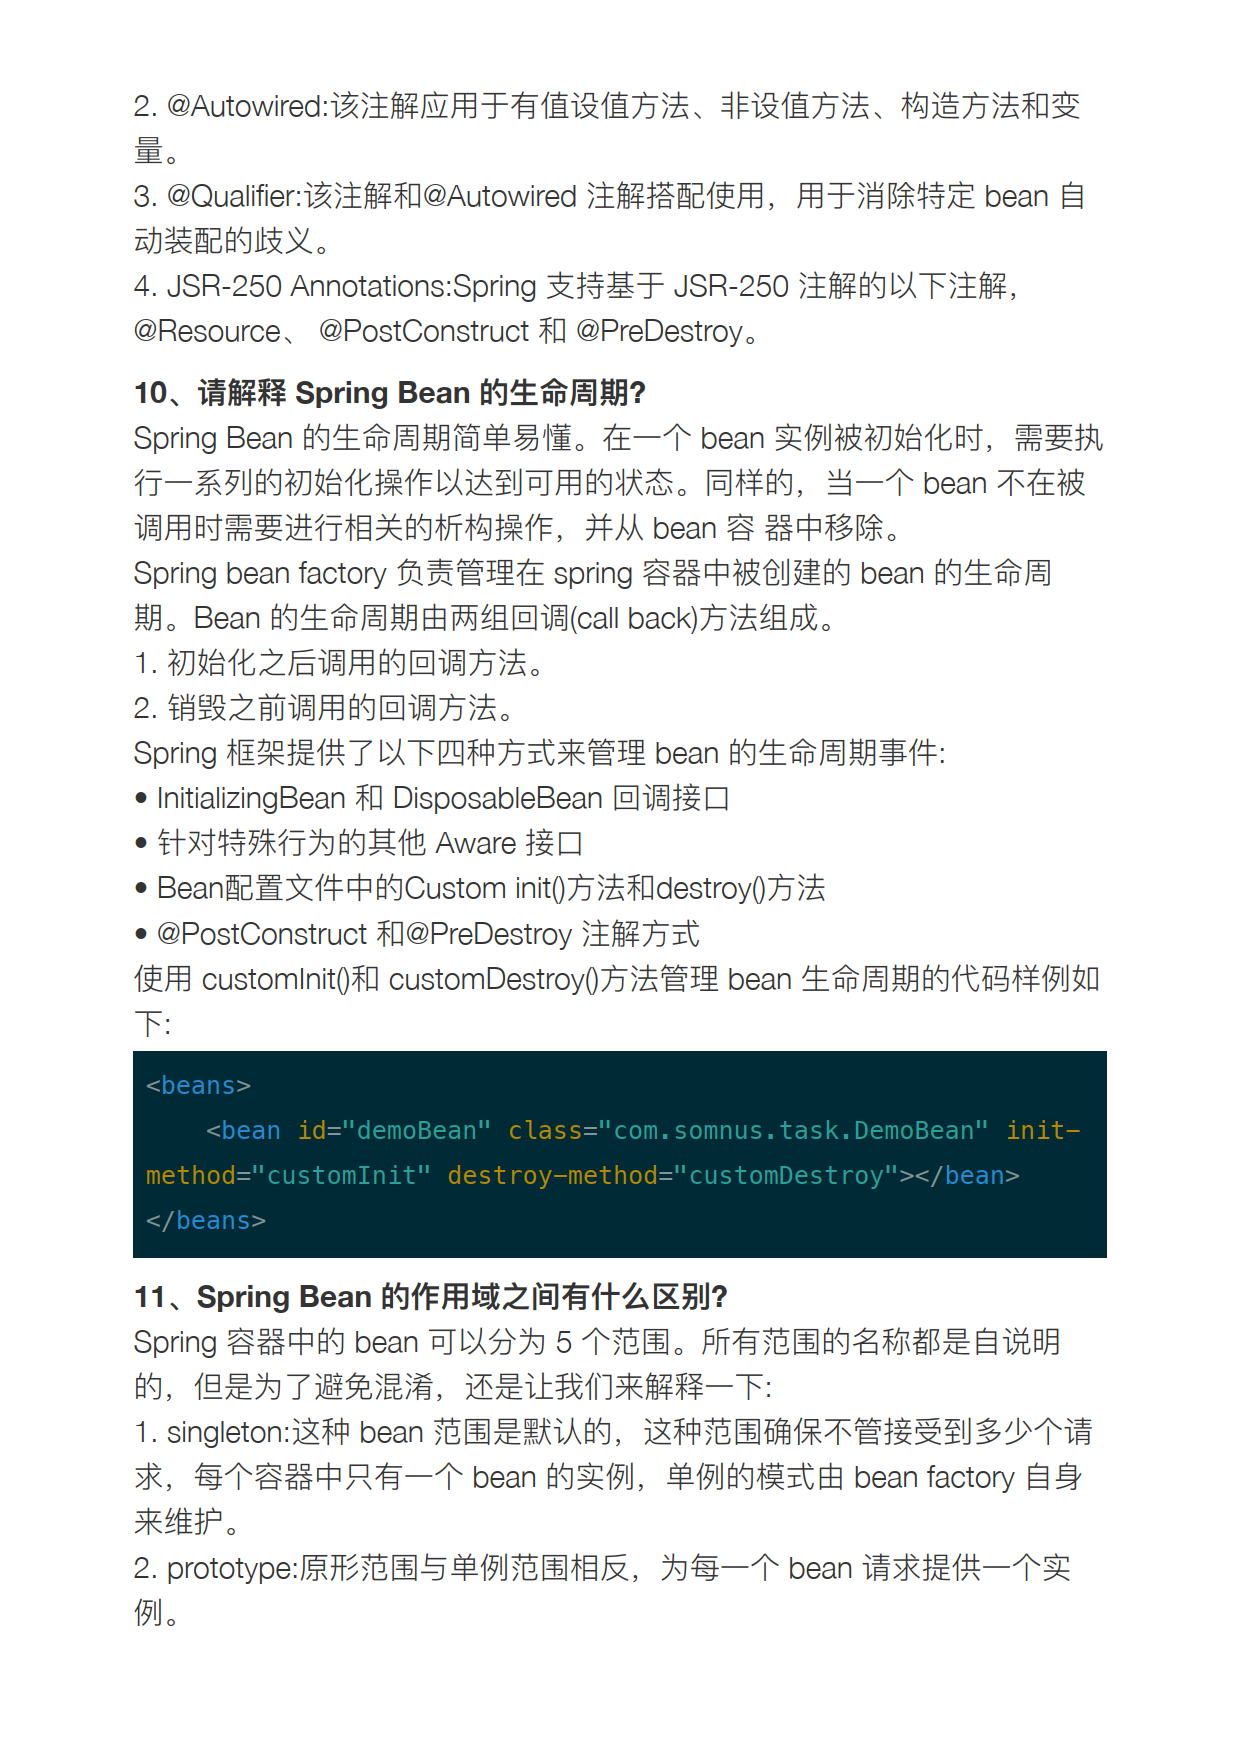 2. @Autowired:该注解应用于有值设值方法、非设值方法、构造方法和变
量。
3. @Qualifier:该注解和@Autowired 注解搭配使用，用于消除特定 bean 自
动装配的歧义。
4. JSR-250 Annotations:Spring 支持基于 JSR-250 注解的以下注解，
@Resource、 @PostConstruct 和 @PreDestroy。
10、请解释 Spring Bean 的生命周期?
Spring Bean 的生命周期简单易懂。在一个 bean 实例被初始化时，需要执
行一系列的初始化操作以达到可用的状态。同样的，当一个 bean 不在被
调用时需要进行相关的析构操作，并从 bean 容 器中移除。
Spring bean factory 负责管理在 spring 容器中被创建的 bean 的生命周
期。Bean 的生命周期由两组回调(call back)方法组成。
1. 初始化之后调用的回调方法。
2. 销毁之前调用的回调方法。
Spring 框架提供了以下四种方式来管理 bean 的生命周期事件:
• InitializingBean 和 DisposableBean 回调接口
• 针对特殊行为的其他 Aware 接口
• Bean配置文件中的Custom init()方法和destroy()方法
• @PostConstruct 和@PreDestroy 注解方式
使用 customInit()和 customDestroy()方法管理 bean 生命周期的代码样例如
下:
<beans>
    <bean id="demoBean" class="com.somnus.task.DemoBean" init-
method="customInit" destroy-method="customDestroy"></bean>
</beans>
11、Spring Bean 的作用域之间有什么区别?
Spring 容器中的 bean 可以分为 5 个范围。所有范围的名称都是自说明
的，但是为了避免混淆，还是让我们来解释一下:
1. singleton:这种 bean 范围是默认的，这种范围确保不管接受到多少个请
求，每个容器中只有一个 bean 的实例，单例的模式由 bean factory 自身
来维护。
2. prototype:原形范围与单例范围相反，为每一个 bean 请求提供一个实
例。